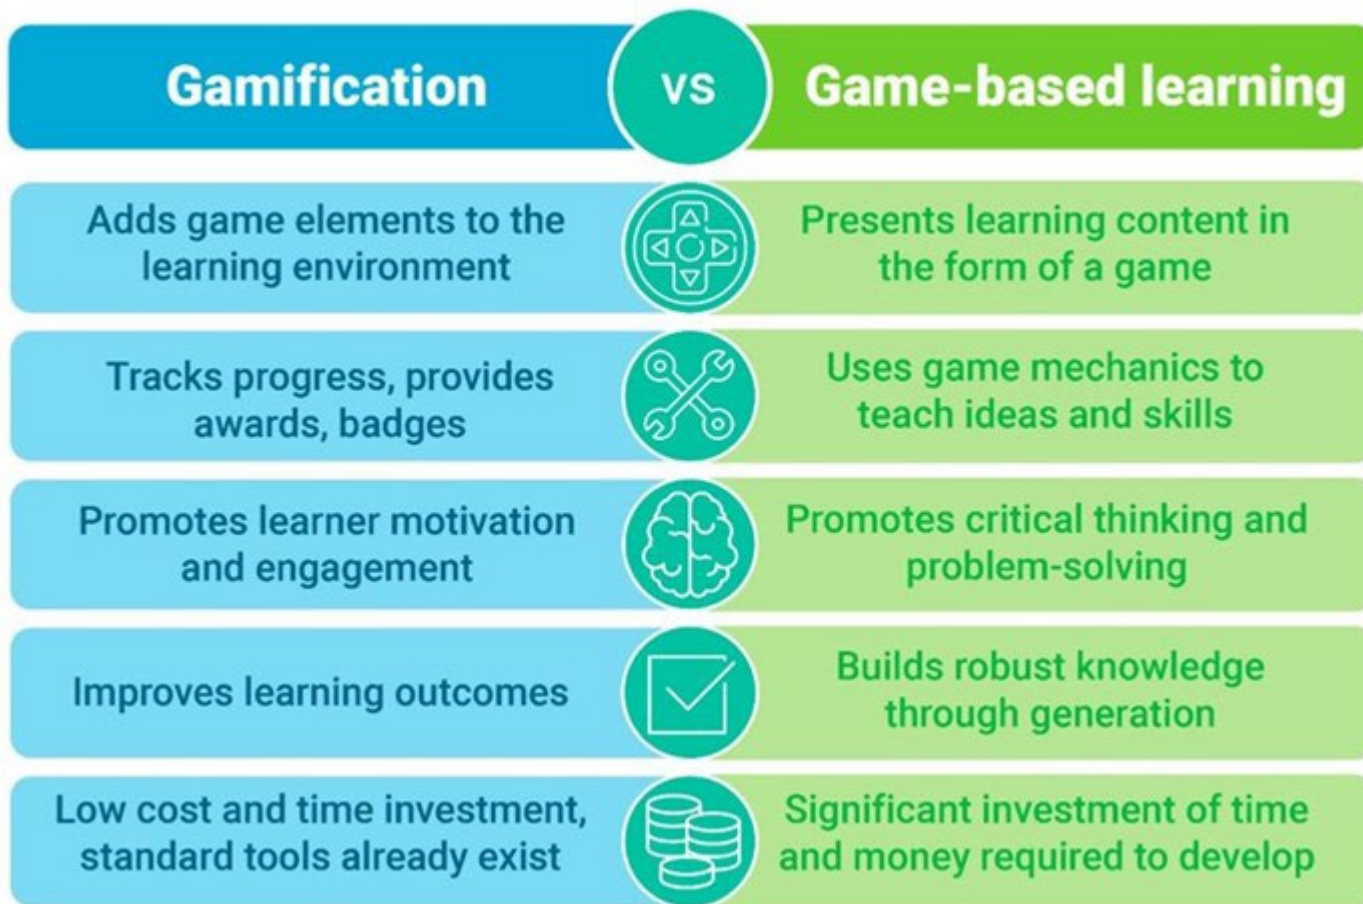 Gamification
vs
Game-based learning
Adds game elements to the
learning environment
Presents learning content in
the form of a game
Tracks progress, provides
awards, badges
Uses game mechanics to
teach ideas and skills
Promotes learner motivation
and engagement
Promotes critical thinking and
problem-solving
Improves learning outcomes
Builds robust knowledge
through generation
Low cost and time investment,
standard tools already exist
Significant investment of time
and money required to develop